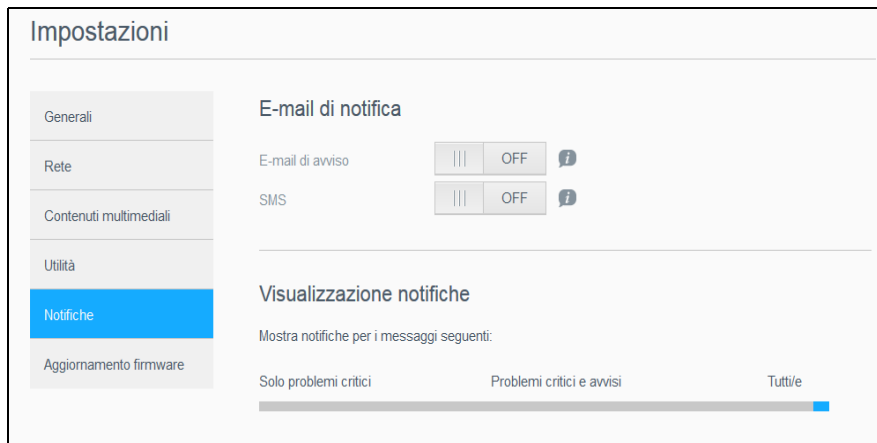 Impostazioni
Generali
Rete
Contenuti multimediali
Utilità
Notifiche
Aggiornamento firmware
E-mail di notifica
E-mail di avviso OFF i
SMS OFF i
Visualizzazione notifiche
Mostra notifiche per i messaggi seguenti:
Solo problemi critici Problemi critici e avvisi Tutti/e